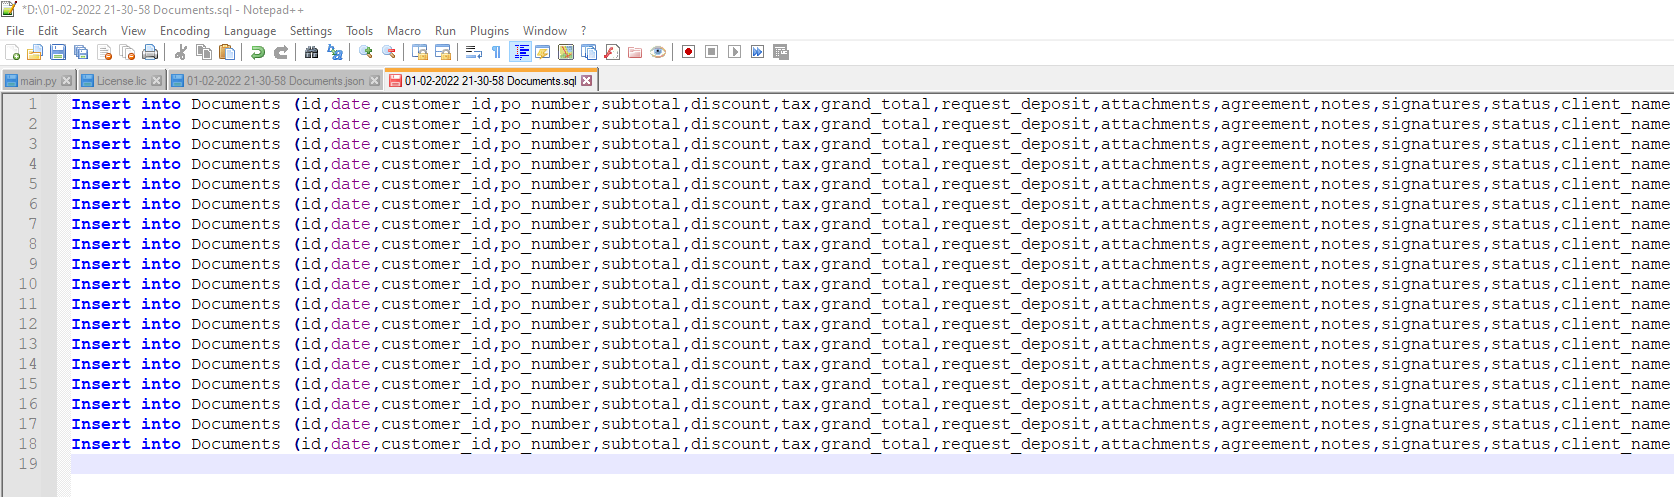 *D:\01-02-2022 21-30-58 Documents.sql - Notepad++
File Edit Search View Encoding Language Settings Tools Macro Run Plugins Window ?
main.py License.lic 01-02-2022 21-30-58 Documents.json 01-02-2022 21-30-58 Documents.sql
1 Insert into Documents (id,date,customer_id,po_number,subtotal,discount,tax,grand_total,request_deposit,attachments,agreement,notes,signatures,status,client_name
2 Insert into Documents (id,date,customer_id,po_number,subtotal,discount,tax,grand_total,request_deposit,attachments,agreement,notes,signatures,status,client_name
3 Insert into Documents (id,date,customer_id,po_number,subtotal,discount,tax,grand_total,request_deposit,attachments,agreement,notes,signatures,status,client_name
4 Insert into Documents (id,date,customer_id,po_number,subtotal,discount,tax,grand_total,request_deposit,attachments,agreement,notes,signatures,status,client_name
5 Insert into Documents (id,date,customer_id,po_number,subtotal,discount,tax,grand_total,request_deposit,attachments,agreement,notes,signatures,status,client_name
6 Insert into Documents (id,date,customer_id,po_number,subtotal,discount,tax,grand_total,request_deposit,attachments,agreement,notes,signatures,status,client_name
7 Insert into Documents (id,date,customer_id,po_number,subtotal,discount,tax,grand_total,request_deposit,attachments,agreement,notes,signatures,status,client_name
8 Insert into Documents (id,date,customer_id,po_number,subtotal,discount,tax,grand_total,request_deposit,attachments,agreement,notes,signatures,status,client_name
9 Insert into Documents (id,date,customer_id,po_number,subtotal,discount,tax,grand_total,request_deposit,attachments,agreement,notes,signatures,status,client_name
10 Insert into Documents (id,date,customer_id,po_number,subtotal,discount,tax,grand_total,request_deposit,attachments,agreement,notes,signatures,status,client_name
11 Insert into Documents (id,date,customer_id,po_number,subtotal,discount,tax,grand_total,request_deposit,attachments,agreement,notes,signatures,status,client_name
12 Insert into Documents (id,date,customer_id,po_number,subtotal,discount,tax,grand_total,request_deposit,attachments,agreement,notes,signatures,status,client_name
13 Insert into Documents (id,date,customer_id,po_number,subtotal,discount,tax,grand_total,request_deposit,attachments,agreement,notes,signatures,status,client_name
14 Insert into Documents (id,date,customer_id,po_number,subtotal,discount,tax,grand_total,request_deposit,attachments,agreement,notes,signatures,status,client_name
15 Insert into Documents (id,date,customer_id,po_number,subtotal,discount,tax,grand_total,request_deposit,attachments,agreement,notes,signatures,status,client_name
16 Insert into Documents (id,date,customer_id,po_number,subtotal,discount,tax,grand_total,request_deposit,attachments,agreement,notes,signatures,status,client_name
17 Insert into Documents (id,date,customer_id,po_number,subtotal,discount,tax,grand_total,request_deposit,attachments,agreement,notes,signatures,status,client_name
18 Insert into Documents (id,date,customer_id,po_number,subtotal,discount,tax,grand_total,request_deposit,attachments,agreement,notes,signatures,status,client_name
19